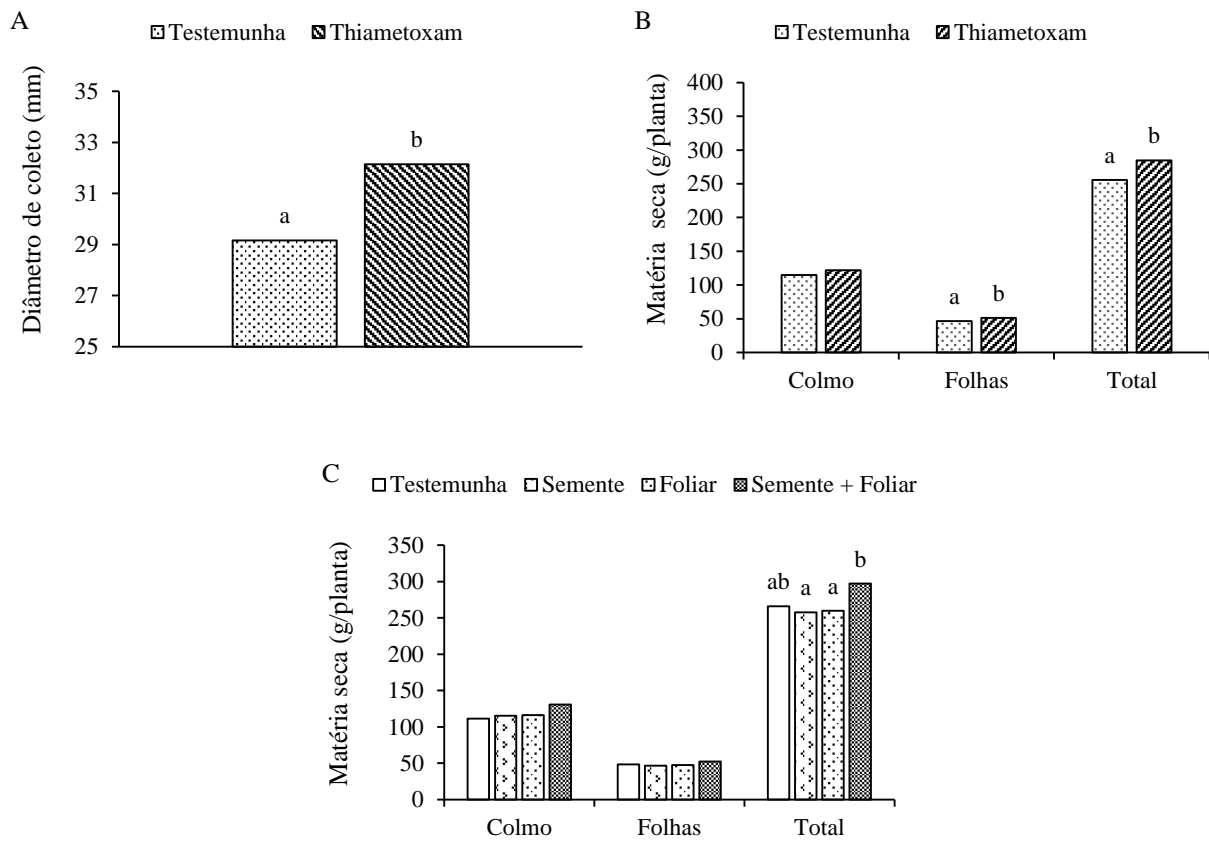 A
Testemunha Thiametoxam
Diâmetro de coleto (mm)
35
33
31
29
27
25
a
b
B
Testemunha Thiametoxam
Matéria seca (g/planta)
400
350
300
250
200
150
100
50
0
a
b
a
b
Colmo Folhas Total
C
Testemunha Semente Foliar Semente + Foliar
Matéria seca (g/planta)
350
300
250
200
150
100
50
0
ab
a
a
b
Colmo Folhas Total